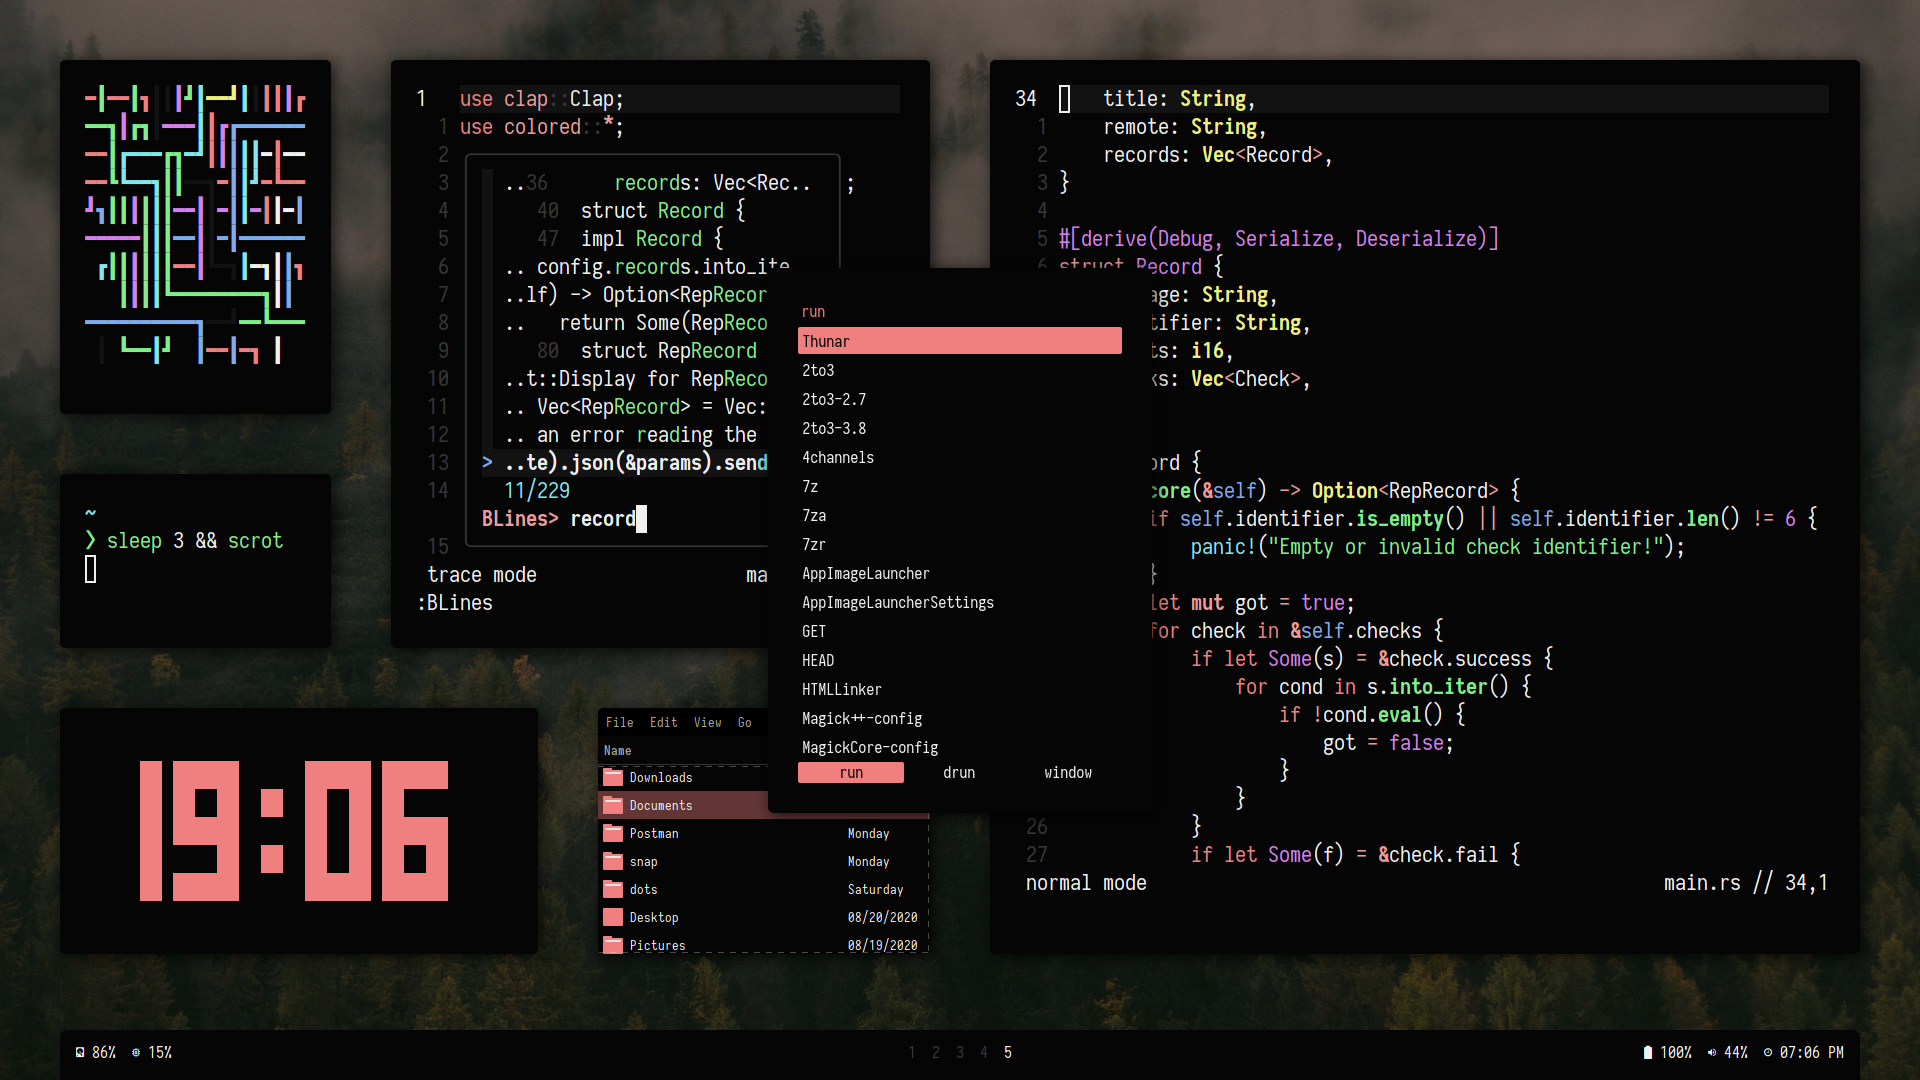 ~
❯ sleep 3 && scrot
19:06
1 use clap::Clap;
1 use colored::*;
2
3 ..36 records: Vec<Rec.. ;
4 40 struct Record {
5 47 impl Record {
6 .. config.records.into_ite
7 ..lf) -> Option<RepRecor
8 .. return Some(RepReco
9 80 struct RepRecord
10 ..t::Display for RepReco
11 .. Vec<RepRecord> = Vec:
12 .. an error reading the
13 > ..te).json(&params).send
14 11/229
BLines> record
15
trace mode ma
:BLines
run
Thunar
2to3
2to3-2.7
2to3-3.8
4channels
7z
7za
7zr
AppImageLauncher
AppImageLauncherSettings
GET
HEAD
HTMLLinker
Magick++-config
MagickCore-config
run drun window
File Edit View Go
Name
Downloads
Documents
Postman Monday
snap Monday
dots Saturday
Desktop 08/20/2020
Pictures 08/19/2020
34 title: String,
1 remote: String,
2 records: Vec<Record>,
3 }
4
5 #[derive(Debug, Serialize, Deserialize)]
6 struct Record {
age: String,
tifier: String,
ts: i16,
ks: Vec<Check>,
ord {
core(&self) -> Option<RepRecord> {
if self.identifier.is_empty() || self.identifier.len() != 6 {
panic!("Empty or invalid check identifier!");
}
let mut got = true;
for check in &self.checks {
if let Some(s) = &check.success {
for cond in s.into_iter() {
if !cond.eval() {
got = false;
}
}
26 }
27 if let Some(f) = &check.fail {
normal mode main.rs // 34,1
86% 15% 1 2 3 4 5 100% 44% 07:06 PM